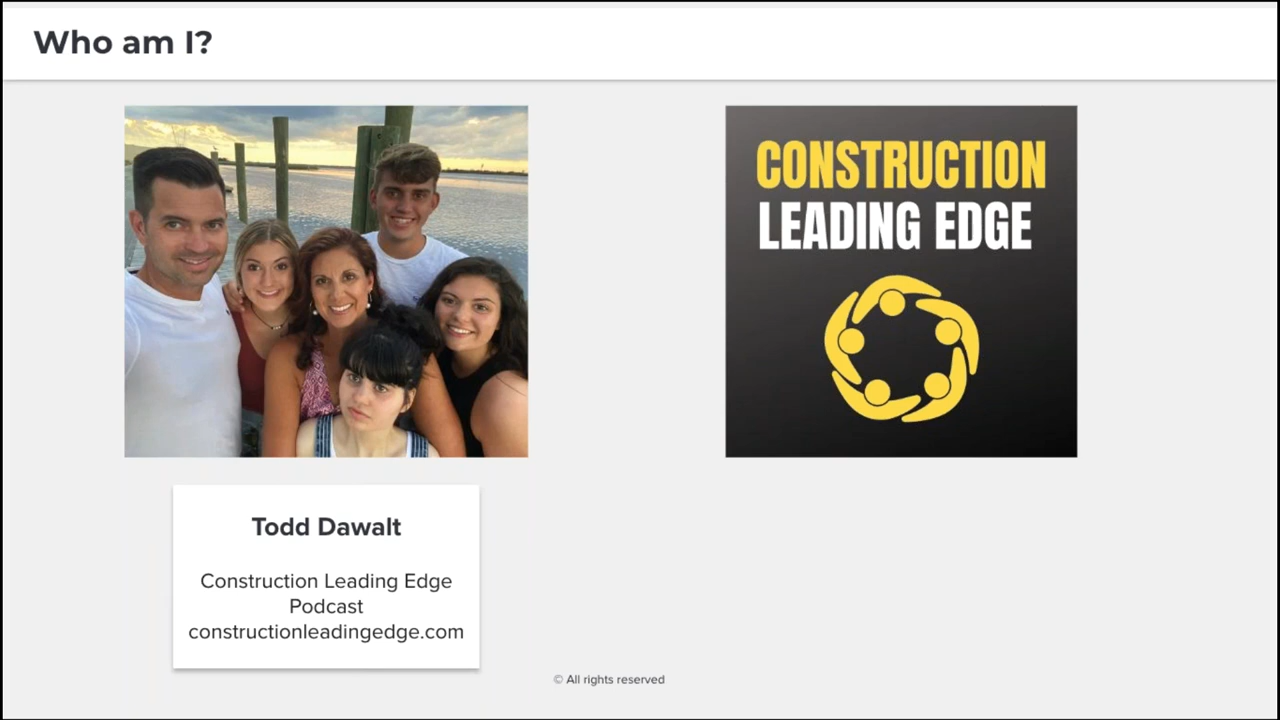 Who am I?
CONSTRUCTION
LEADING EDGE
Todd Dawalt
Construction Leading Edge
Podcast
constructionleadingedge.com
© All rights reserved